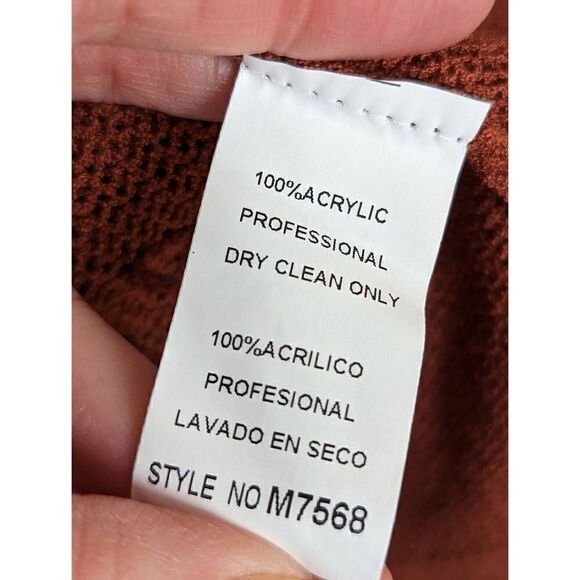 100%ACRYLIC
PROFESSIONAL
DRY CLEAN ONLY
100%ACRILICO
PROFESIONAL
LAVADO EN SECO
STYLE NO M7568